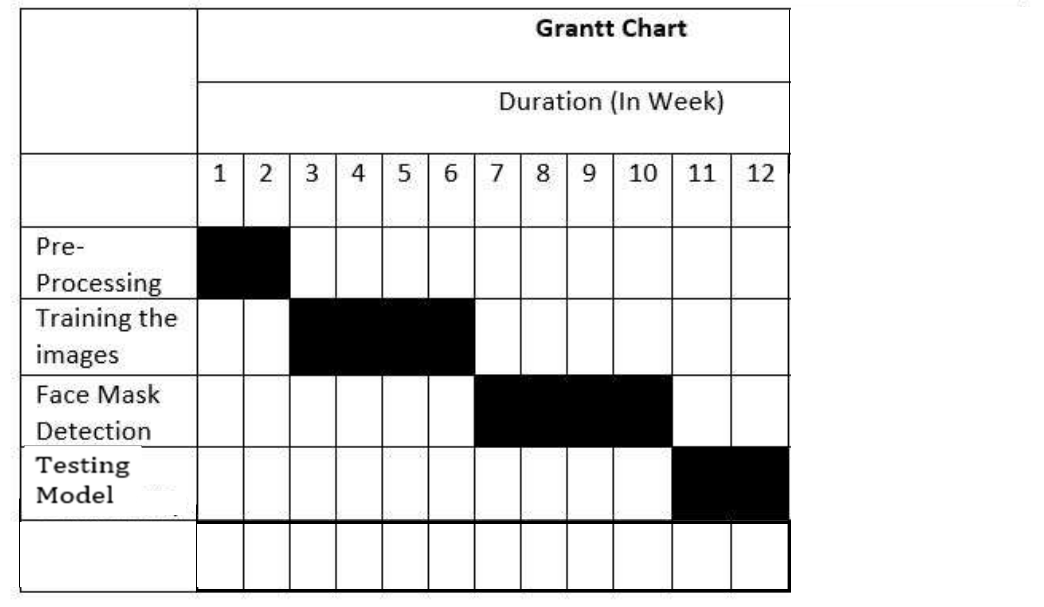 Grantt Chart
Duration (In Week)
1 2 3 4 5 6 7 8 9 10 11 12
Pre-
Processing
Training the
images
Face Mask
Detection
Testing
Model